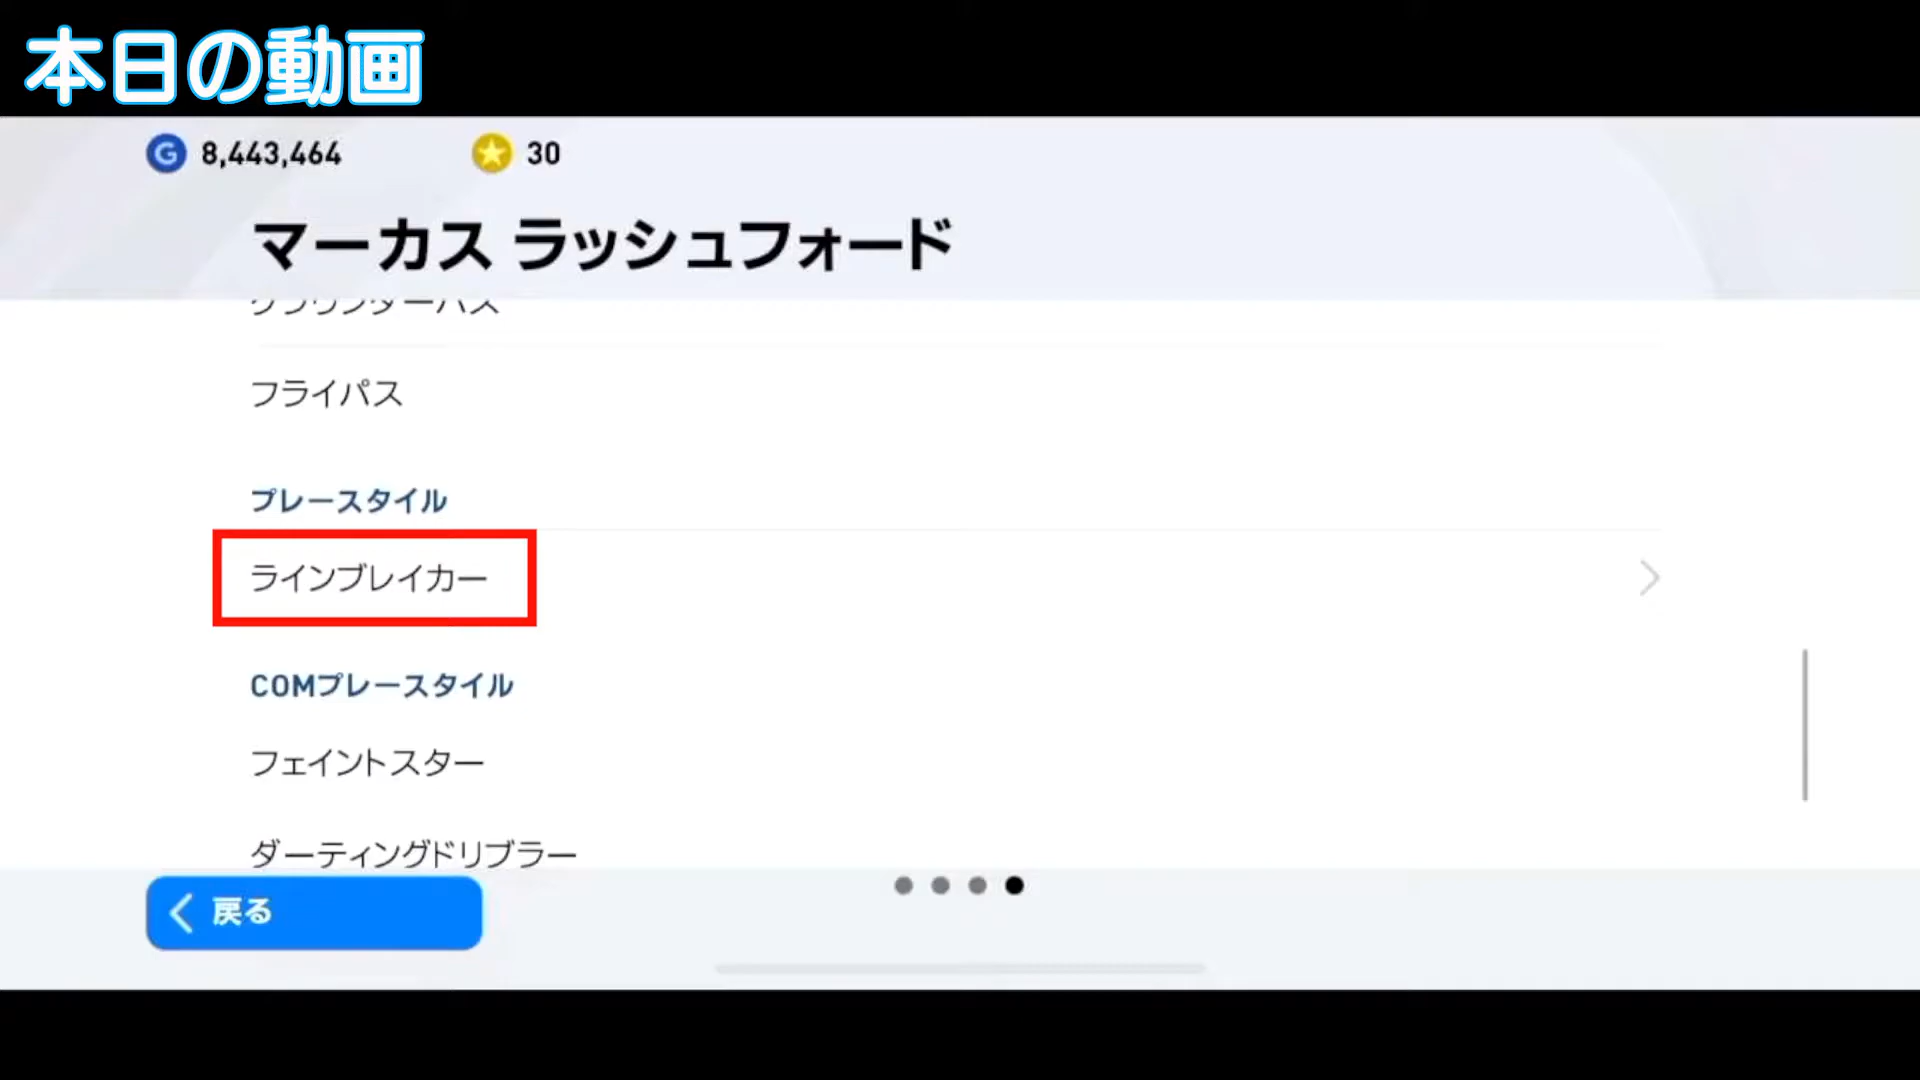 本日の動画
G 8,443,464 30
マーカス ラッシュフォード
フライパス
プレースタイル
ラインブレイカー
COMプレースタイル
フェイントスター
ダーティングドリブラー
戻る